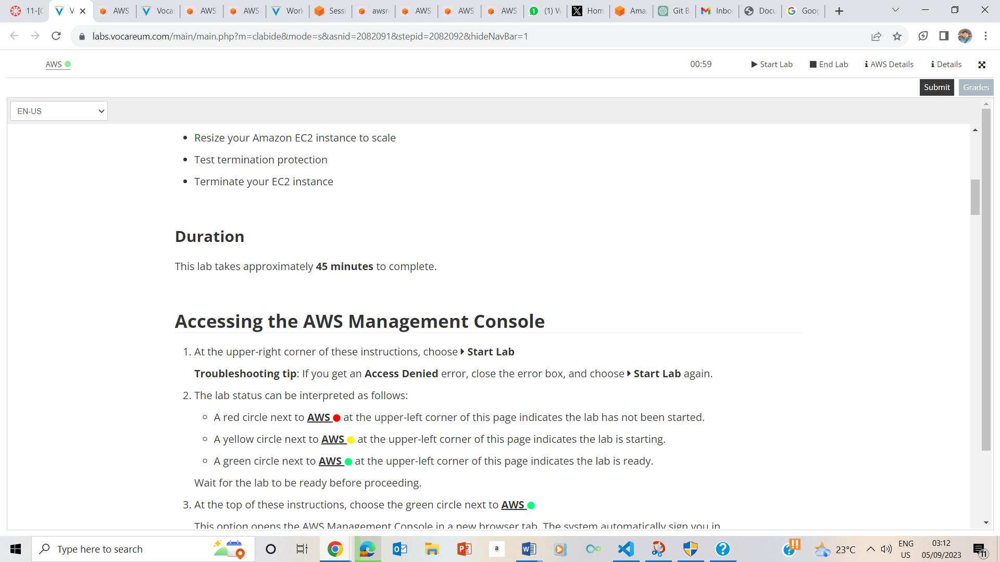 11-[C
V
AWS
Vocar
AWS
AWS
Work
Sessi
awsre
AWS
AWS
AWS
(1) W
Hom
Amaz
Git B
Inbo
Docu
Goog
labs.vocareum.com/main/main.php?m=clabide&mode=s&asnid=2082091&stepid=2082092&hideNavBar=1
AWS
00:59
Start Lab
End Lab
AWS Details
Details
Submit
Grades
EN-US
• Resize your Amazon EC2 instance to scale
• Test termination protection
• Terminate your EC2 instance
Duration
This lab takes approximately 45 minutes to complete.
Accessing the AWS Management Console
1. At the upper-right corner of these instructions, choose Start Lab
Troubleshooting tip: If you get an Access Denied error, close the error box, and choose Start Lab again.
2. The lab status can be interpreted as follows:
A red circle next to AWS at the upper-left corner of this page indicates the lab has not been started.
A yellow circle next to AWS at the upper-left corner of this page indicates the lab is starting.
A green circle next to AWS at the upper-left corner of this page indicates the lab is ready.
Wait for the lab to be ready before proceeding.
3. At the top of these instructions, choose the green circle next to AWS
This option opens the AWS Management Console in a new browser tab. The system automatically sign you in
Type here to search
23°C
ENG
US
03:12
05/09/2023
11